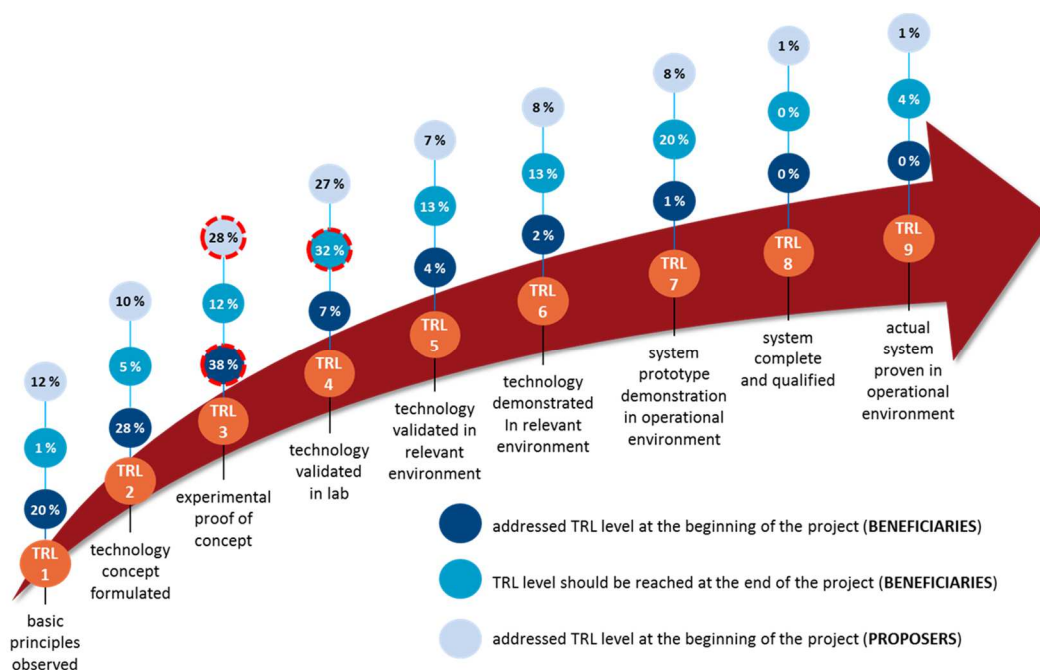 12 %
1 %
20 %
TRL
1
basic
principles
observed
10 %
5 %
28 %
TRL
2
technology
concept
formulated
28 %
12 %
38 %
TRL
3
experimental
proof of
concept
27 %
32 %
7 %
TRL
4
technology
validated
in lab
7 %
13 %
4 %
TRL
5
technology
validated in
relevant
environment
8 %
13 %
2 %
TRL
6
technology
demonstrated
In relevant
environment
8 %
20 %
1 %
TRL
7
system
prototype
demonstration
in operational
environment
1 %
0 %
0 %
TRL
8
system
complete
and qualified
1 %
4 %
0 %
TRL
9
actual
system
proven in
operational
environment
addressed TRL level at the beginning of the project (BENEFICIARIES)
TRL level should be reached at the end of the project (BENEFICIARIES)
addressed TRL level at the beginning of the project (PROPOSERS)